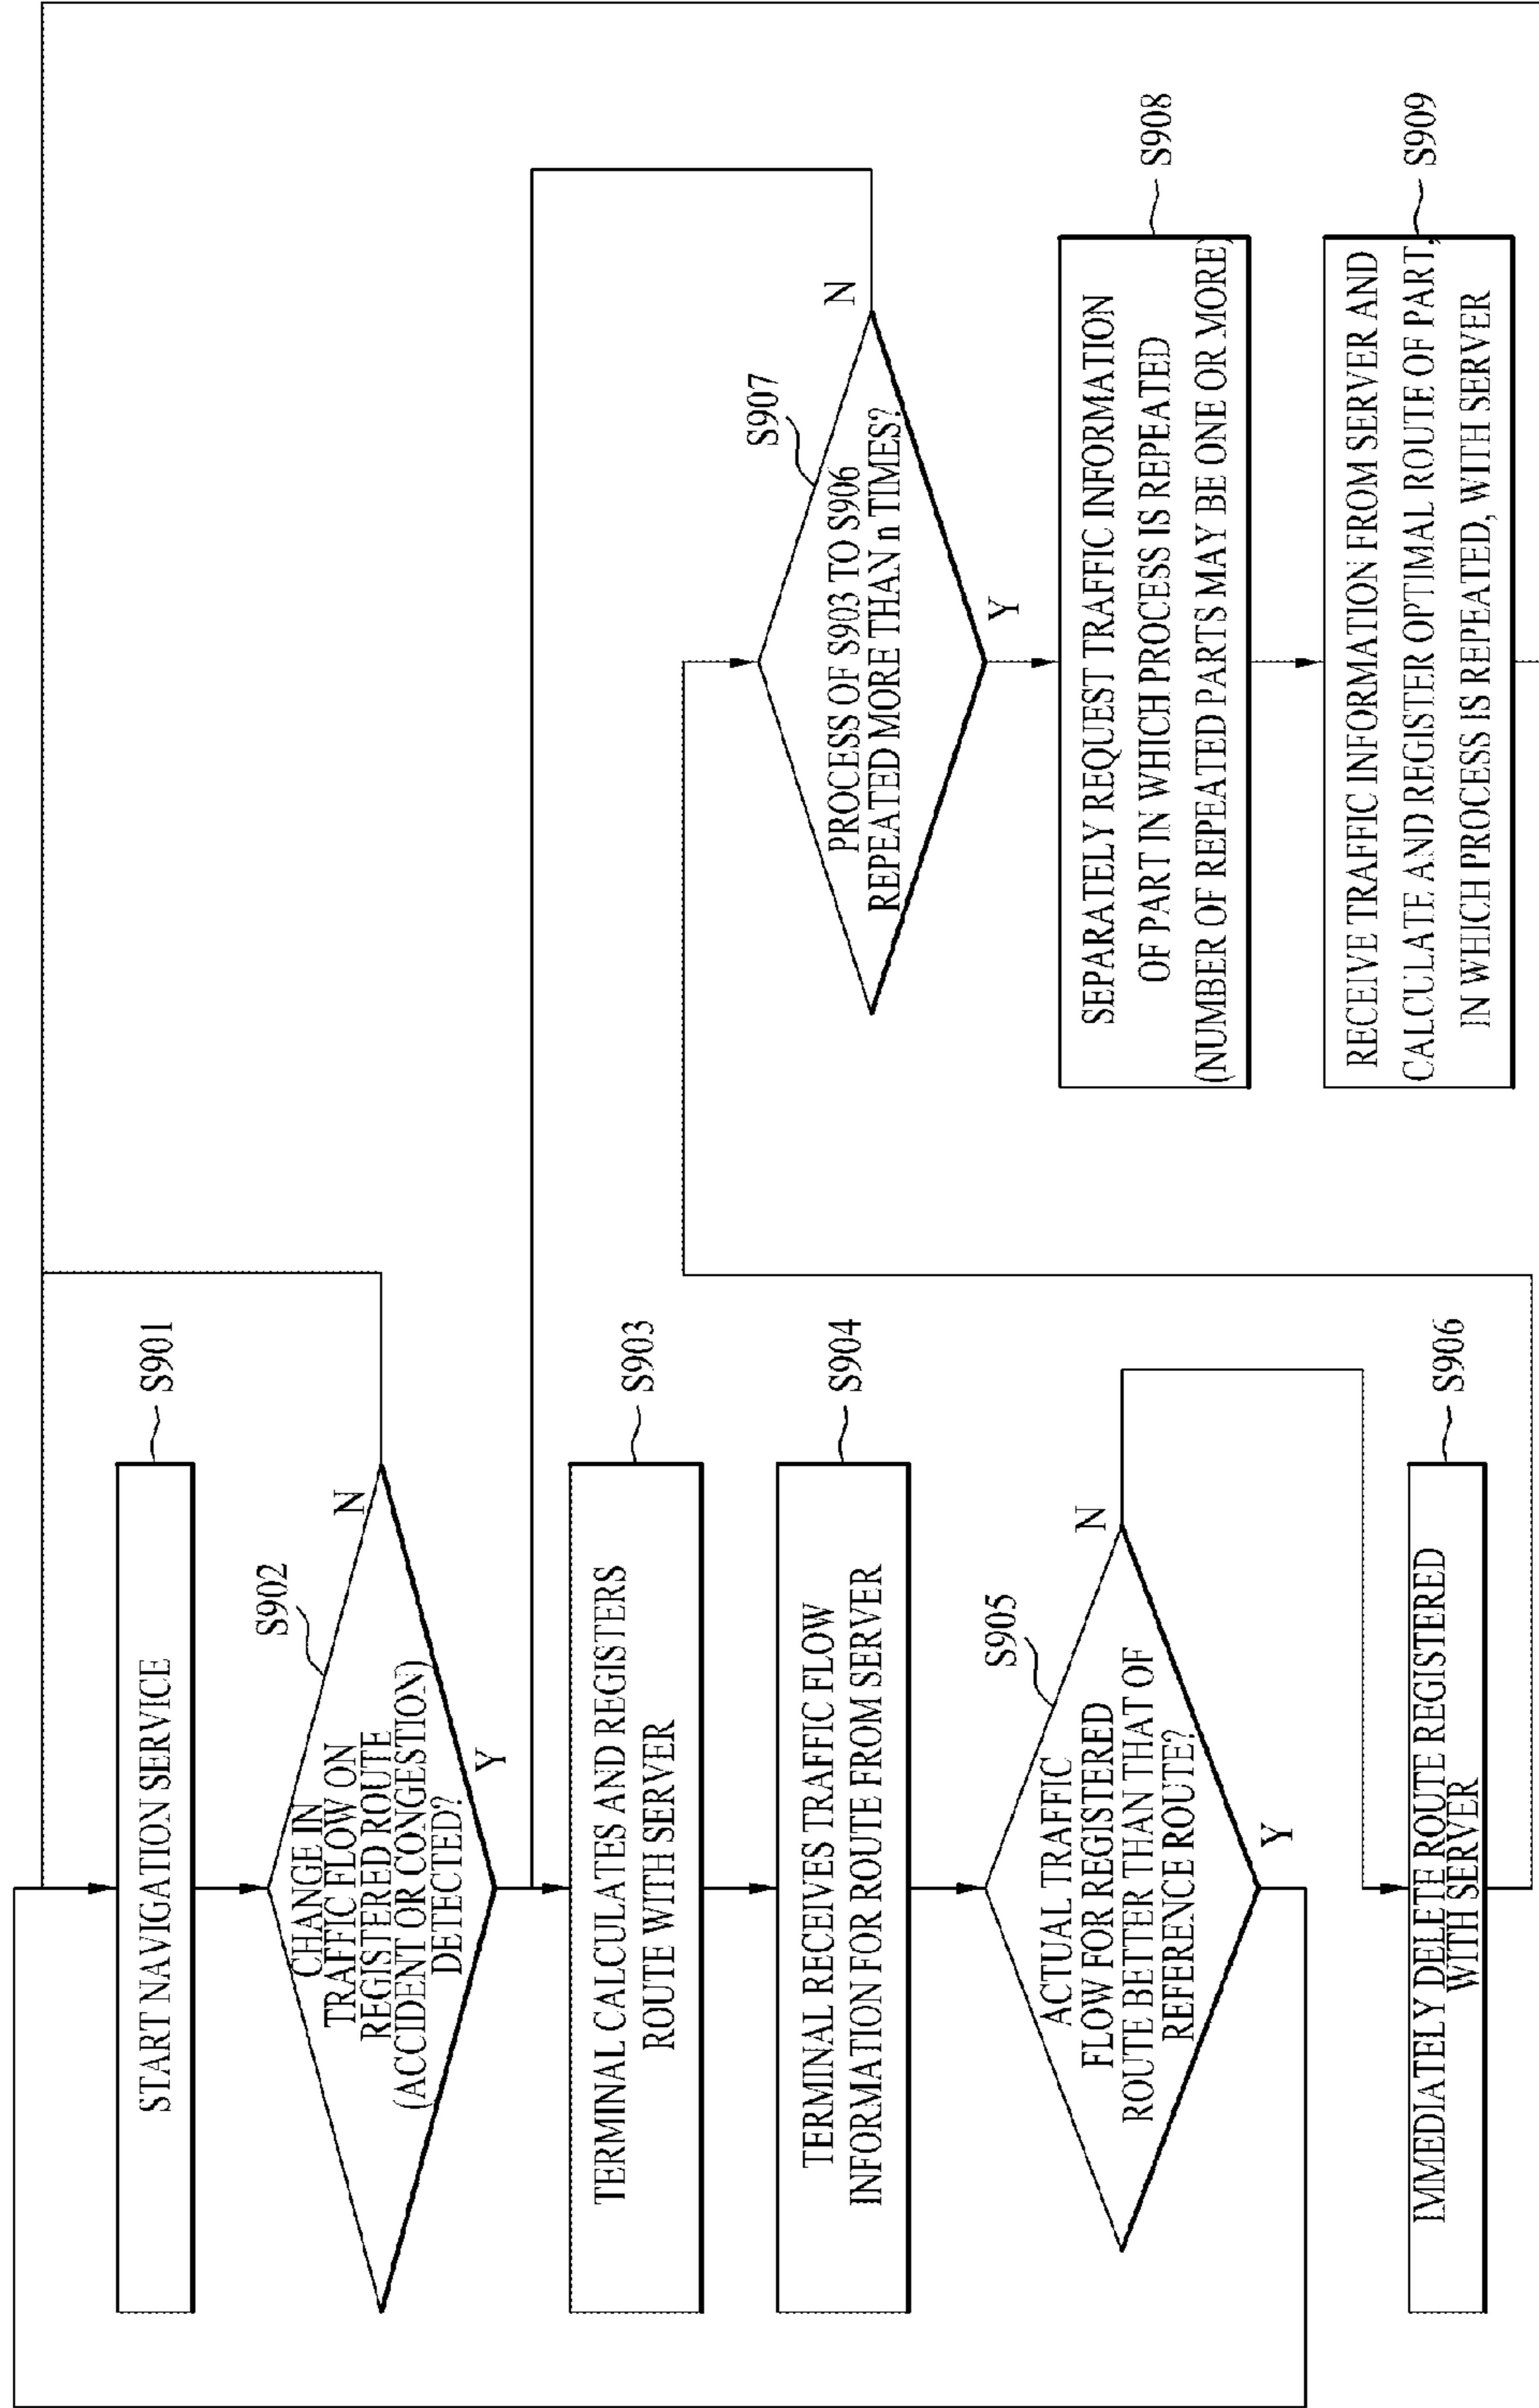 START NAVIGATION SERVICE
S901
S902
CHANGE IN
TRAFFIC FLOW ON
REGISTERED ROUTE
(ACCIDENT OR CONGESTION)
DETECTED?
N
Y
TERMINAL CALCULATES AND REGISTERS
ROUTE WITH SERVER
S903
TERMINAL RECEIVES TRAFFIC FLOW
INFORMATION FOR ROUTE FROM SERVER
S904
S905
ACTUAL TRAFFIC
FLOW FOR REGISTERED
ROUTE BETTER THAN THAT OF
REFERENCE ROUTE?
N
Y
IMMEDIATELY DELETE ROUTE REGISTERED
WITH SERVER
S906
S907
PROCESS OF S903 TO S906
REPEATED MORE THAN n TIMES?
N
Y
SEPARATELY REQUEST TRAFFIC INFORMATION
OF PART IN WHICH PROCESS IS REPEATED
(NUMBER OF REPEATED PARTS MAY BE ONE OR MORE)
S908
RECEIVE TRAFFIC INFORMATION FROM SERVER AND
CALCULATE AND REGISTER OPTIMAL ROUTE OF PART,
IN WHICH PROCESS IS REPEATED, WITH SERVER
S909